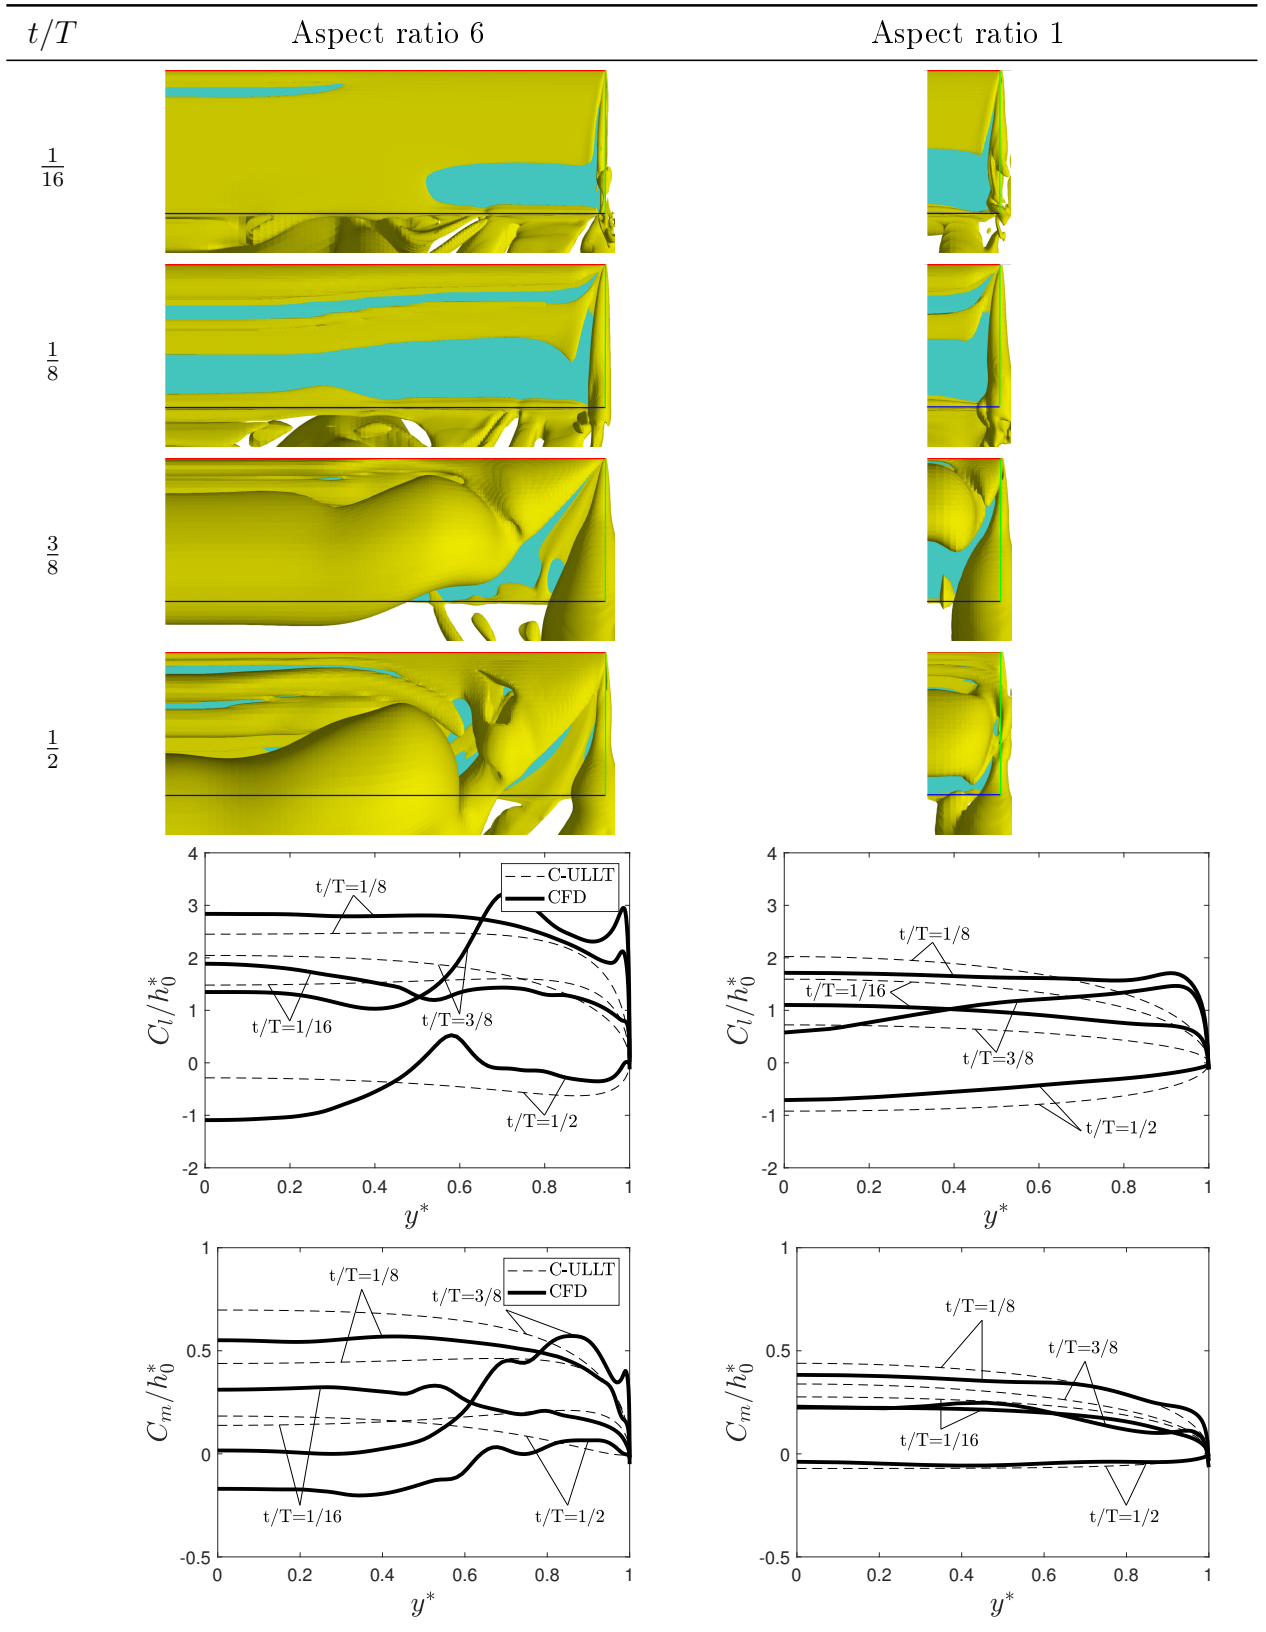 t/T Aspect ratio 6 Aspect ratio 1
1/16
1/8
3/8
1/2
4
3
2
1
0
-1
-2
C_l/h_0^*
t/T=1/8
C-ULLT
CFD
t/T=1/16
t/T=3/8
t/T=1/2
0 0.2 0.4 0.6 0.8 1
y*
4
3
2
1
0
-1
-2
C_l/h_0^*
t/T=1/8
t/T=1/16
t/T=3/8
t/T=1/2
0 0.2 0.4 0.6 0.8 1
y*
1
0.5
0
-0.5
C_m/h_0^*
t/T=1/8
t/T=3/8
C-ULLT
CFD
t/T=1/16
t/T=1/2
0 0.2 0.4 0.6 0.8 1
y*
1
0.5
0
-0.5
C_m/h_0^*
t/T=1/8
t/T=3/8
t/T=1/16
t/T=1/2
0 0.2 0.4 0.6 0.8 1
y*